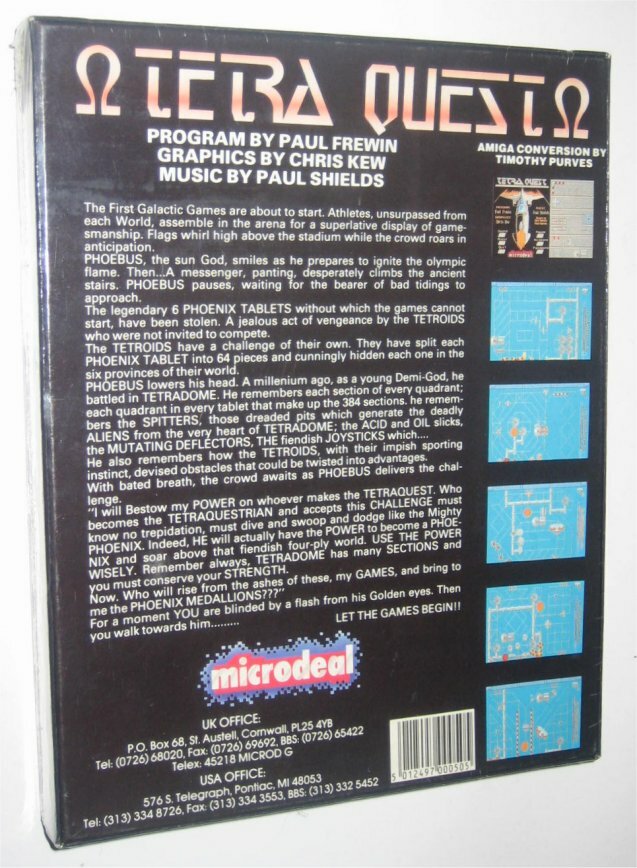 Ω TETRA QUEST Ω
PROGRAM BY PAUL FREWIN
GRAPHICS BY CHRIS KEW
MUSIC BY PAUL SHIELDS
AMIGA CONVERSION BY
TIMOTHY PURVES
The First Galactic Games are about to start. Athletes, unsurpassed from
each World, assemble in the arena for a superlative display of game-
smanship. Flags whirl high above the stadium while the crowd roars in
anticipation.
PHOEBUS, the sun God, smiles as he prepares to ignite the olympic
flame. Then...A messenger, panting, desperately climbs the ancient
stairs. PHOEBUS pauses, waiting for the bearer of bad tidings to
approach.
The legendary 6 PHOENIX TABLETS without which the games cannot
start, have been stolen. A jealous act of vengeance by the TETROIDS
who were not invited to compete.
The TETROIDS have a challenge of their own. They have split each
PHOENIX TABLET into 64 pieces and cunningly hidden each one in the
six provinces of their world.
PHOEBUS lowers his head. A millenium ago, as a young Demi-God, he
battled in TETRADOME. He remembers each section of every quadrant;
each quadrant in every tablet that make up the 384 sections. he remem-
bers the SPITTERS, those dreaded pits which generate the deadly
ALIENS from the very heart of TETRADOME; the ACID and OIL slicks,
the MUTATING DEFLECTORS, THE fiendish JOYSTICKS which....
He also remembers how the TETROIDS, with their impish sporting
instinct, devised obstacles that could be twisted into advantages.
With bated breath, the crowd awaits as PHOEBUS delivers the chal-
lenge.
"I will Bestow my POWER on whoever makes the TETRAQUEST. Who
becomes the TETRAQUESTRIAN and accepts this CHALLENGE must
know no trepidation, must dive and swoop and dodge like the Mighty
PHOENIX. Indeed, HE will actually have the POWER to become a PHOE-
NIX and soar above that fiendish four-ply world. USE THE POWER
WISELY. Remember always, TETRADOME has many SECTIONS and
you must conserve your STRENGTH.
Now. Who will rise from the ashes of these, my GAMES, and bring to
me the PHOENIX MEDALLIONS???"
For a moment YOU are blinded by a flash from his Golden eyes. Then
you walk towards him.........
LET THE GAMES BEGIN!!
microdeal
UK OFFICE:
P.O. Box 68, St. Austell, Cornwall, PL25 4YB
Tel: (0726) 68020, Fax: (0726) 69692, BBS: (0726) 65422
Telex: 45218 MICROD G
USA OFFICE:
576 S. Telegraph, Pontiac, MI 48053
Tel: (313) 334 8726, Fax: (313) 334 3553, BBS: (313) 332 5452
5 012497 000505
TETRA QUEST
microdeal